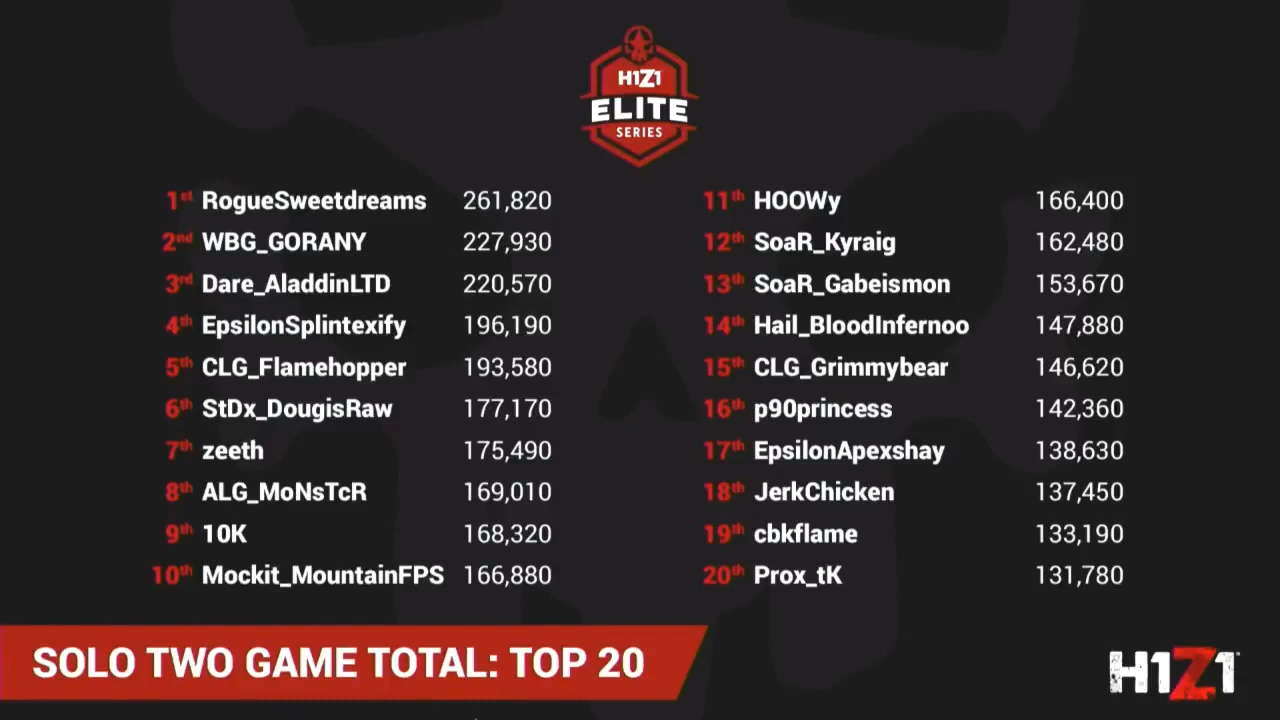 H1Z1
ELITE
SERIES
1st RogueSweetdreams 261,820
2nd WBG_GORANY 227,930
3rd Dare_AladdinLTD 220,570
4th EpsilonSplintexify 196,190
5th CLG_Flamehopper 193,580
6th StDx_DougisRaw 177,170
7th zeeth 175,490
8th ALG_MoNsTcR 169,010
9th 10K 168,320
10th Mockit_MountainFPS 166,880
11th HOOWy 166,400
12th SoaR_Kyraig 162,480
13th SoaR_Gabeismon 153,670
14th Hail_BloodInfernoo 147,880
15th CLG_Grimmybear 146,620
16th p90princess 142,360
17th EpsilonApexshay 138,630
18th JerkChicken 137,450
19th cbkflame 133,190
20th Prox_tK 131,780
SOLO TWO GAME TOTAL: TOP 20
H1Z1